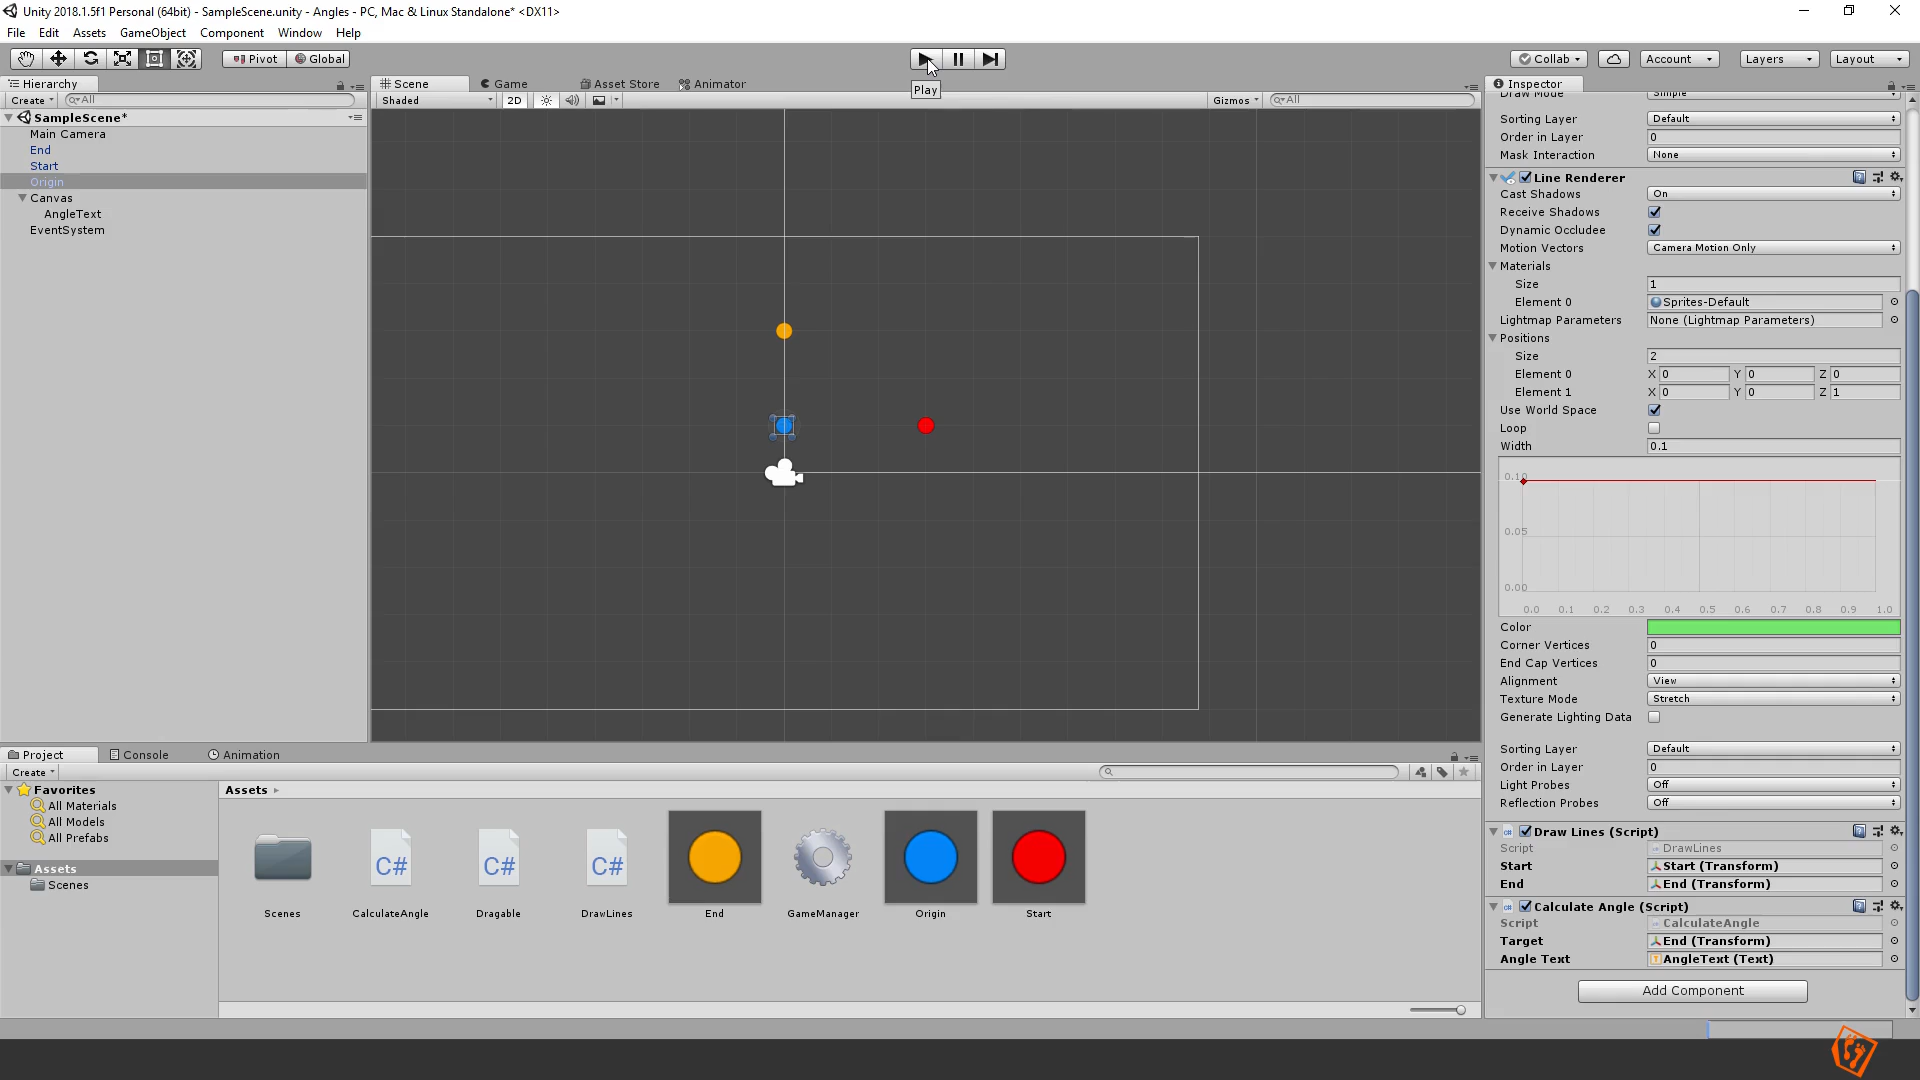 Unity 2018.1.5f1 Personal (64bit) - SampleScene.unity - Angles - PC, Mac & Linux Standalone* <DX11>
File Edit Assets GameObject Component Window Help
Pivot Global Collab Account Layers Layout
Play
Hierarchy
Create All
SampleScene*
Main Camera
End
Start
Origin
Canvas
AngleText
EventSystem
Scene Game Asset Store Animator
Shaded 2D Gizmos All
Inspector
Draw Mode Simple
Sorting Layer Default
Order in Layer 0
Mask Interaction None
Line Renderer
Cast Shadows On
Receive Shadows
Dynamic Occludee
Motion Vectors Camera Motion Only
Materials
Size 1
Element 0 Sprites-Default
Lightmap Parameters None (Lightmap Parameters)
Positions
Size 2
Element 0 X 0 Y 0 Z 0
Element 1 X 0 Y 0 Z 1
Use World Space
Loop
Width 0.1
0.10
0.05
0.00
0.0 0.1 0.2 0.3 0.4 0.5 0.6 0.7 0.8 0.9 1.0
Color
Corner Vertices 0
End Cap Vertices 0
Alignment View
Texture Mode Stretch
Generate Lighting Data
Sorting Layer Default
Order in Layer 0
Light Probes Off
Reflection Probes Off
Draw Lines (Script)
Script DrawLines
Start Start (Transform)
End End (Transform)
Calculate Angle (Script)
Script CalculateAngle
Target End (Transform)
Angle Text AngleText (Text)
Add Component
Project Console Animation
Create
Favorites
All Materials
All Models
All Prefabs
Assets
Scenes
Assets
C# C# C#
Scenes CalculateAngle Dragable DrawLines End GameManager Origin Start